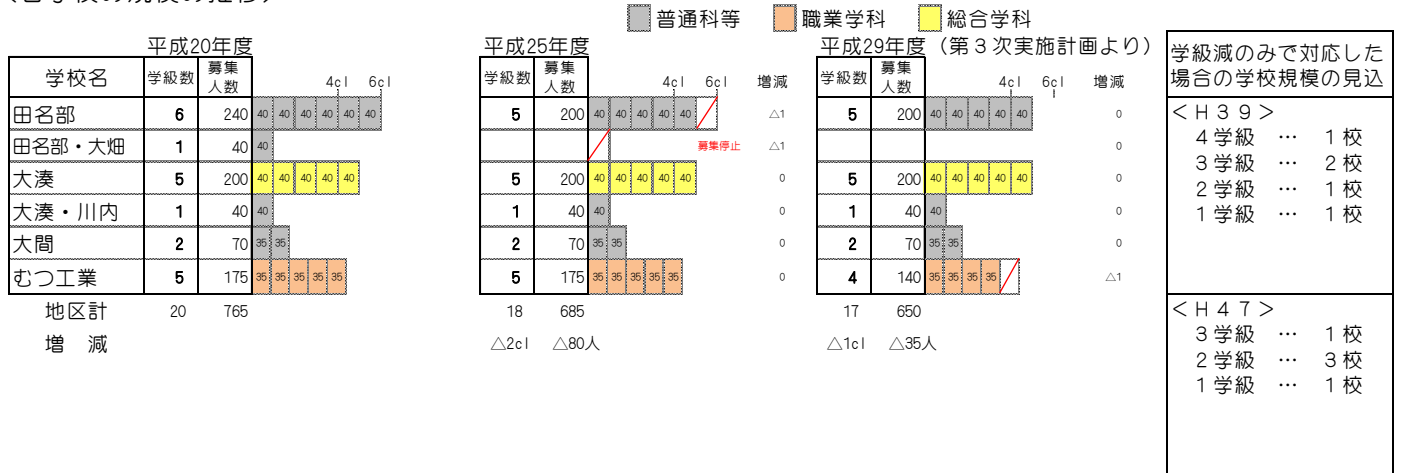 普通科等 職業学科 総合学科
平成20年度 平成25年度 平成29年度（第３次実施計画より）
学校名 学級数 募集人数 4cl 6cl 学級数 募集人数 4cl 6cl 増減 学級数 募集人数 4cl 6cl 増減
田名部 6 240 40 40 40 40 40 40 5 200 40 40 40 40 40 △1 5 200 40 40 40 40 40 0
田名部・大畑 1 40 40 募集停止 △1 0
大湊 5 200 40 40 40 40 40 5 200 40 40 40 40 40 0 5 200 40 40 40 40 40 0
大湊・川内 1 40 40 1 40 40 0 1 40 40 0
大間 2 70 35 35 2 70 35 35 0 2 70 35 35 0
むつ工業 5 175 35 35 35 35 35 5 175 35 35 35 35 35 0 4 140 35 35 35 35 △1
地区計 20 765 18 685 17 650
増 減 △2cl △80人 △1cl △35人
学級減のみで対応した
場合の学校規模の見込
＜Ｈ３９＞
４学級 … １校
３学級 … ２校
２学級 … １校
１学級 … １校
＜Ｈ４７＞
３学級 … １校
２学級 … ３校
１学級 … １校